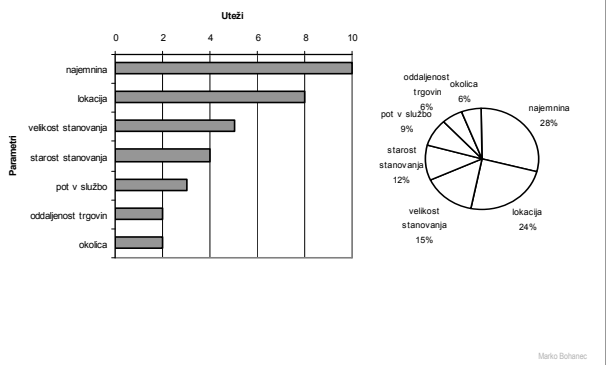 Uteži
0 2 4 6 8 10
najemnina
lokacija
velikost stanovanja
starost stanovanja
pot v službo
oddaljenost trgovin
okolica
Parametri
oddaljenost
trgovin
6%
okolica
6%
najemnina
28%
pot v službo
9%
starost
stanovanja
12%
velikost
stanovanja
15%
lokacija
24%
Marko Bohanec